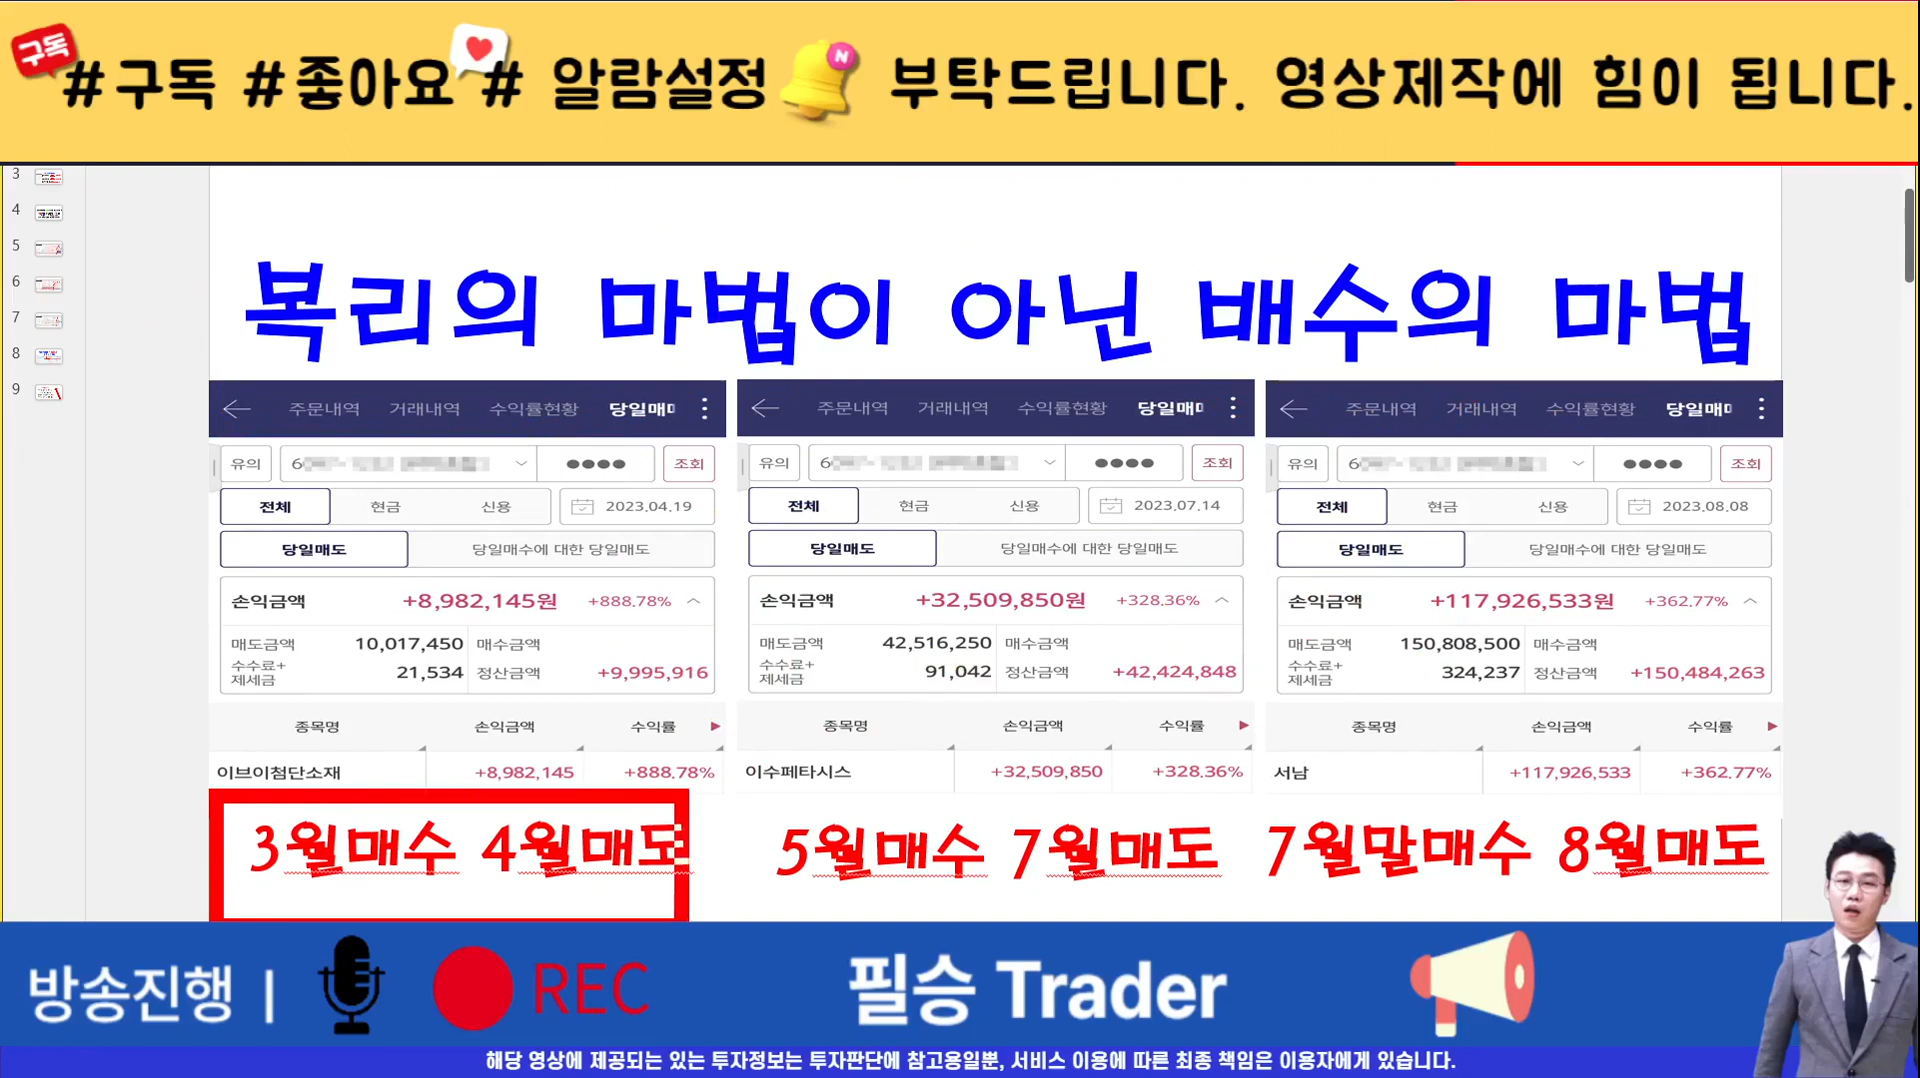 구독
#구독 #좋아요 # 알람설정 N 부탁드립니다. 영상제작에 힘이 됩니다.
3
4
5
6
7
8
9
복리의 마법이 아닌 배수의 마법
주문내역 거래내역 수익률현황 당일매
유의 6 ●●●● 조회
전체 현금 신용 2023.04.19
당일매도 당일매수에 대한 당일매도
손익금액 +8,982,145원 +888.78%
매도금액 10,017,450 매수금액
수수료+
제세금 21,534 정산금액 +9,995,916
종목명 손익금액 수익률
이브이첨단소재 +8,982,145 +888.78%
3월매수 4월매도
주문내역 거래내역 수익률현황 당일매
유의 6 ●●●● 조회
전체 현금 신용 2023.07.14
당일매도 당일매수에 대한 당일매도
손익금액 +32,509,850원 +328.36%
매도금액 42,516,250 매수금액
수수료+
제세금 91,042 정산금액 +42,424,848
종목명 손익금액 수익률
이수페타시스 +32,509,850 +328.36%
5월매수 7월매도
주문내역 거래내역 수익률현황 당일매
유의 6 ●●●● 조회
전체 현금 신용 2023.08.08
당일매도 당일매수에 대한 당일매도
손익금액 +117,926,533원 +362.77%
매도금액 150,808,500 매수금액
수수료+
제세금 324,237 정산금액 +150,484,263
종목명 손익금액 수익률
서남 +117,926,533 +362.77%
7월말매수 8월매도
방송진행 | REC 필승 Trader
해당 영상에 제공되는 있는 투자정보는 투자판단에 참고용일뿐, 서비스 이용에 따른 최종 책임은 이용자에게 있습니다.